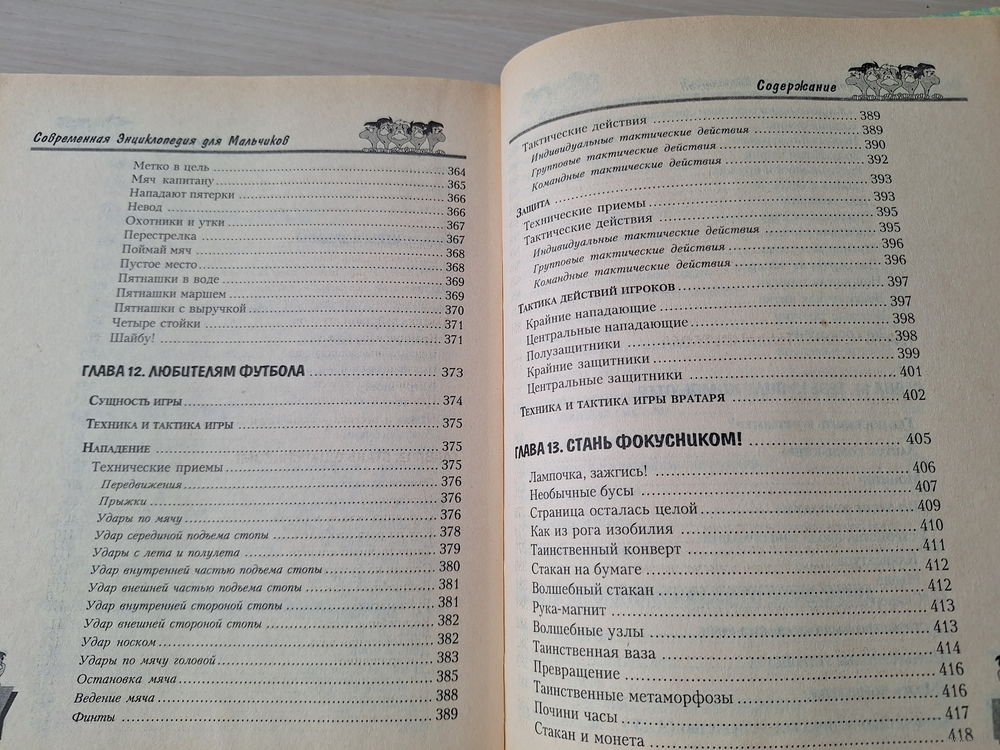 Современная Энциклопедия для Мальчиков
Метко в цель ........ 364
Мяч капитану ........ 365
Нападают пятерки ........ 366
Невод ........ 366
Охотники и утки ........ 367
Перестрелка ........ 367
Поймай мяч ........ 368
Пустое место ........ 368
Пятнашки в воде ........ 369
Пятнашки маршем ........ 369
Пятнашки с выручкой ........ 370
Четыре стойки ........ 371
Шайбу! ........ 371
ГЛАВА 12. ЛЮБИТЕЛЯМ ФУТБОЛА ........ 373
Сущность игры ........ 374
Техника и тактика игры ........ 375
Нападение ........ 375
Технические приемы ........ 375
Передвижения ........ 376
Прыжки ........ 376
Удары по мячу ........ 376
Удар серединой подъема стопы ........ 378
Удары с лета и полулета ........ 379
Удар внутренней частью подъема стопы ........ 380
Удар внешней частью подъема стопы ........ 381
Удар внутренней стороной стопы ........ 381
Удар внешней стороной стопы ........ 382
Удар носком ........ 382
Удары по мячу головой ........ 383
Остановка мяча ........ 385
Ведение мяча ........ 388
Финты ........ 389
Содержание
Тактические действия ........ 389
Индивидуальные тактические действия ........ 389
Групповые тактические действия ........ 390
Командные тактические действия ........ 392
Защита ........ 393
Технические приемы ........ 393
Тактические действия ........ 395
Индивидуальные тактические действия ........ 395
Групповые тактические действия ........ 396
Командные тактические действия ........ 396
Тактика действий игроков ........ 397
Крайние нападающие ........ 397
Центральные нападающие ........ 398
Полузащитники ........ 398
Крайние защитники ........ 399
Центральные защитники ........ 401
Техника и тактика игры вратаря ........ 402
ГЛАВА 13. СТАНЬ ФОКУСНИКОМ! ........ 405
Лампочка, зажгись! ........ 406
Необычные бусы ........ 407
Страница осталась целой ........ 409
Как из рога изобилия ........ 410
Таинственный конверт ........ 411
Стакан на бумаге ........ 412
Волшебный стакан ........ 412
Рука-магнит ........ 413
Волшебные узлы ........ 413
Таинственная ваза ........ 414
Превращение ........ 416
Таинственные метаморфозы ........ 416
Почини часы ........ 417
Стакан и монета ........ 418